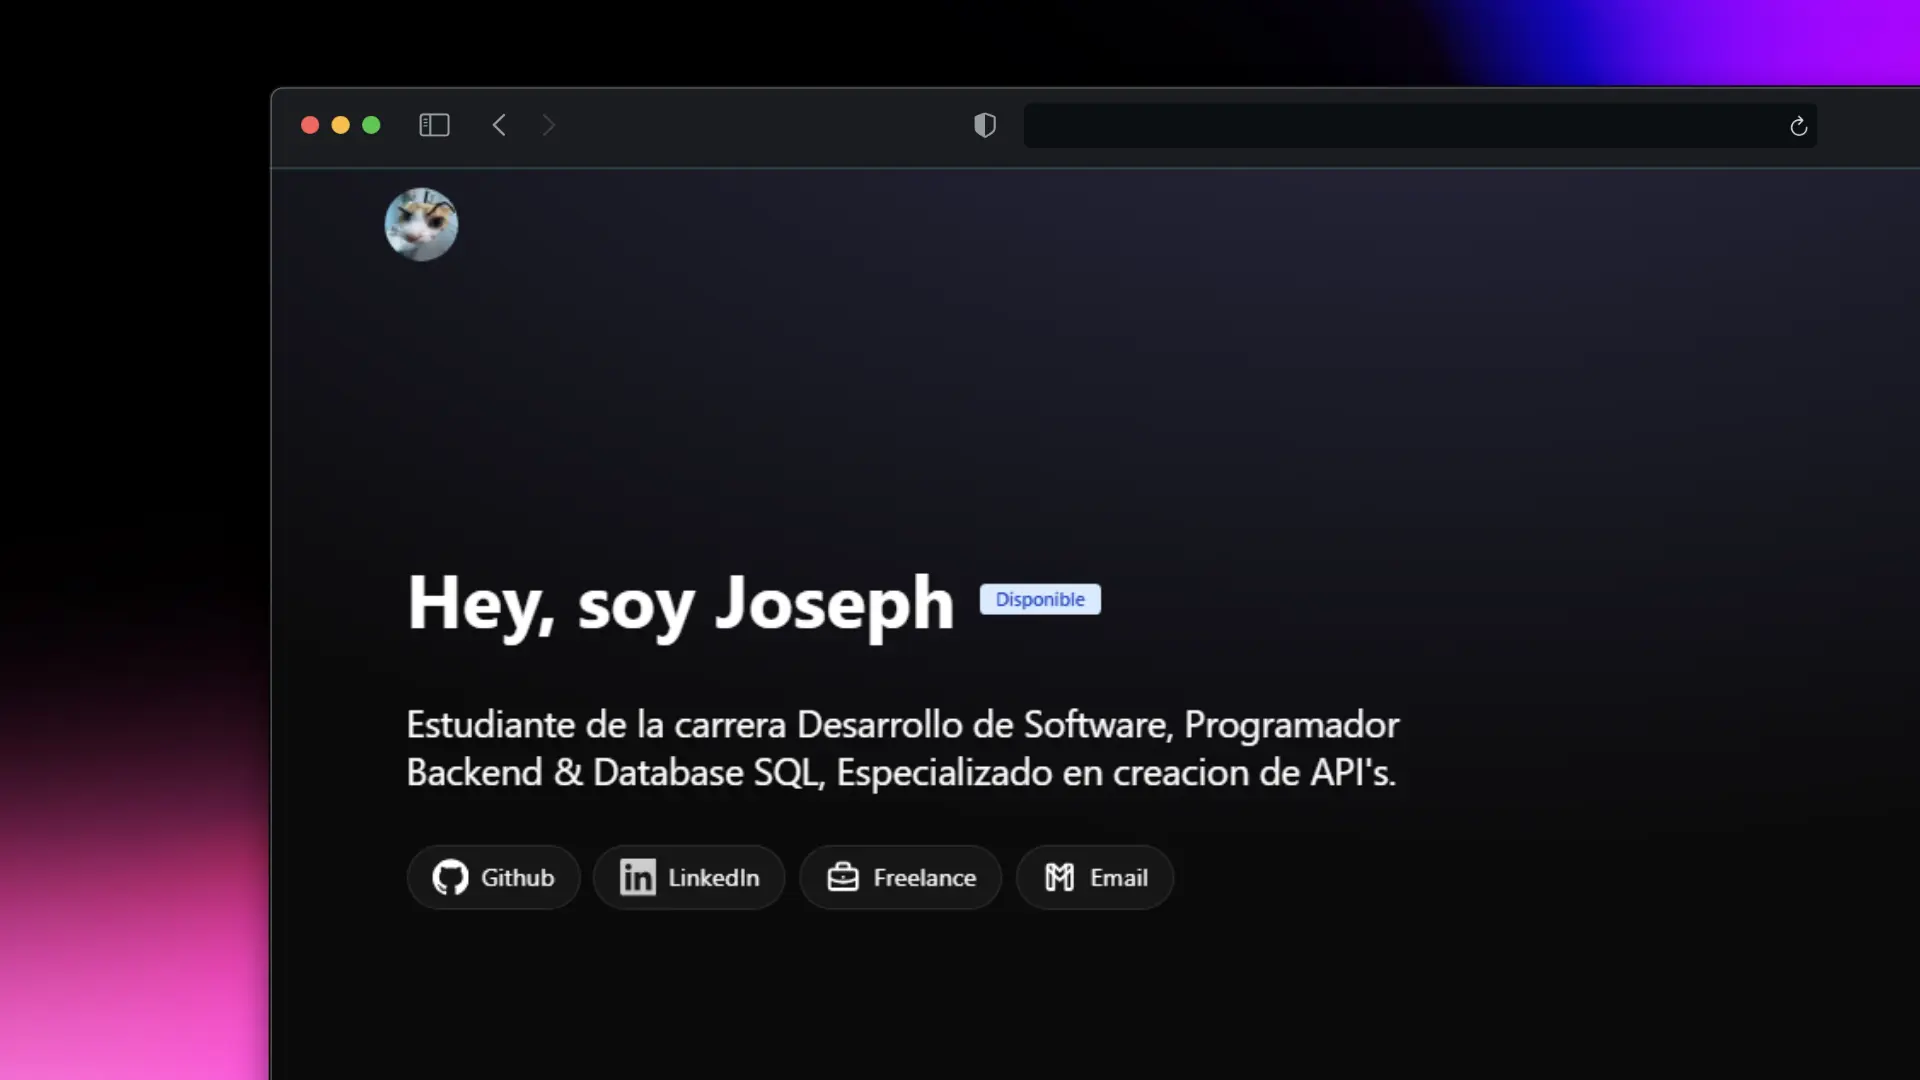 Hey, soy Joseph
Disponible
Estudiante de la carrera Desarrollo de Software, Programador
Backend & Database SQL, Especializado en creacion de API's.
Github
LinkedIn
Freelance
Email